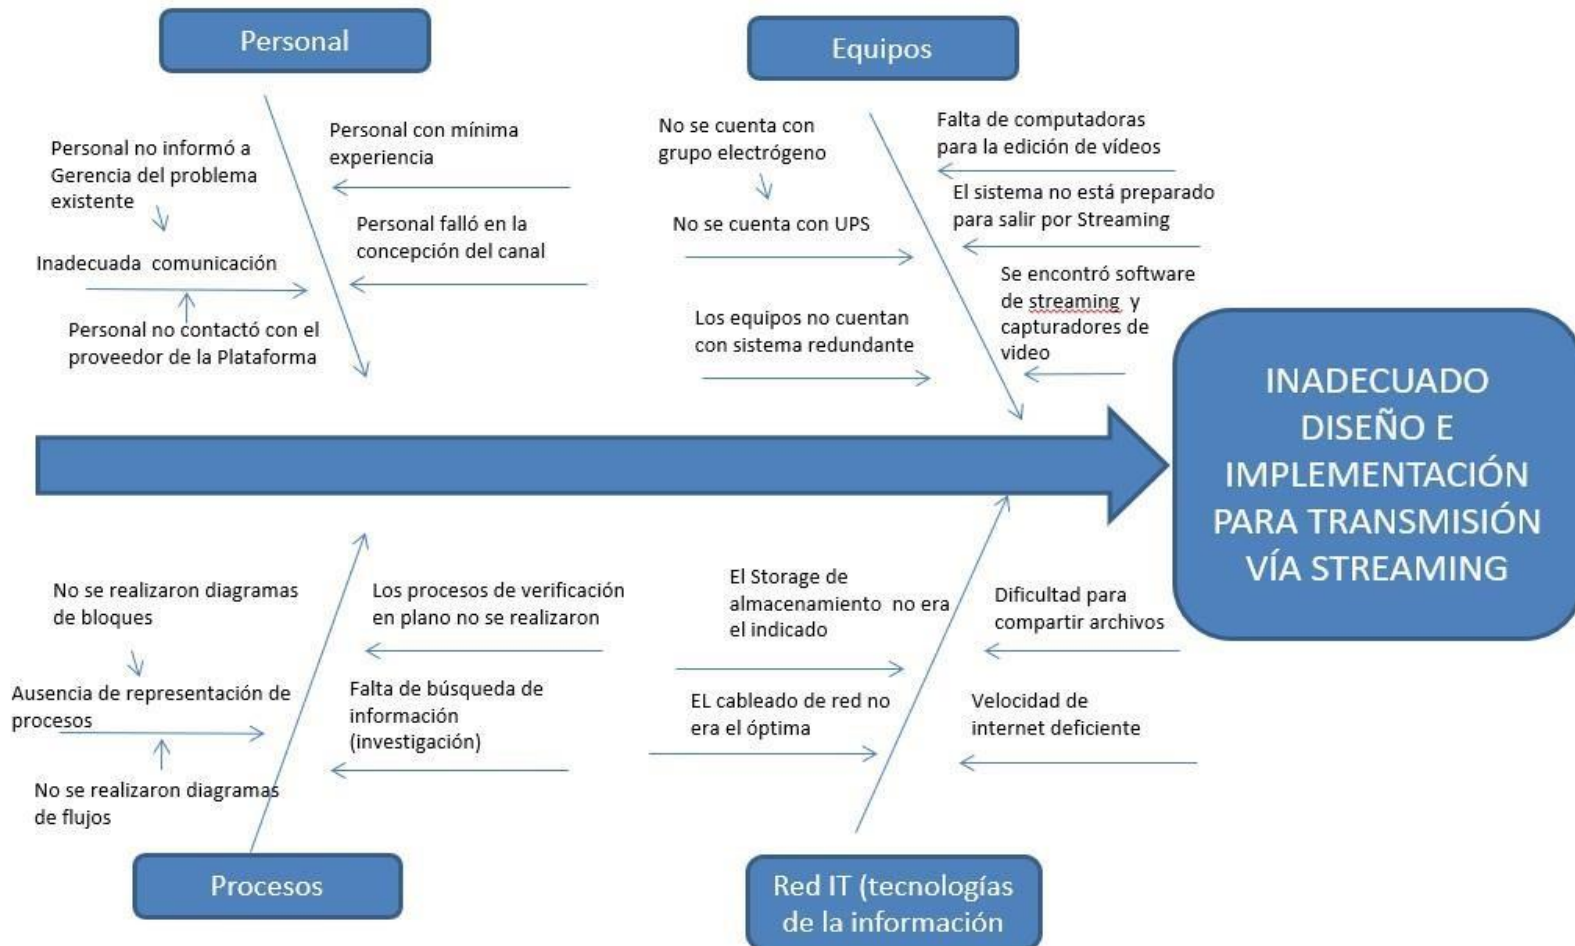 Personal
Equipos
Personal no informó a
Gerencia del problema
existente
Inadecuada comunicación
Personal no contactó con el
proveedor de la Plataforma
Personal con mínima
experiencia
Personal falló en la
concepción del canal
No se cuenta con
grupo electrógeno
No se cuenta con UPS
Los equipos no cuentan
con sistema redundante
Falta de computadoras
para la edición de vídeos
El sistema no está preparado
para salir por Streaming
Se encontró software
de streaming y
capturadores de
video
INADECUADO
DISEÑO E
IMPLEMENTACIÓN
PARA TRANSMISIÓN
VÍA STREAMING
No se realizaron diagramas
de bloques
Ausencia de representación de
procesos
No se realizaron diagramas
de flujos
Los procesos de verificación
en plano no se realizaron
Falta de búsqueda de
información
(investigación)
El Storage de
almacenamiento no era
el indicado
EL cableado de red no
era el óptima
Dificultad para
compartir archivos
Velocidad de
internet deficiente
Procesos
Red IT (tecnologías
de la información